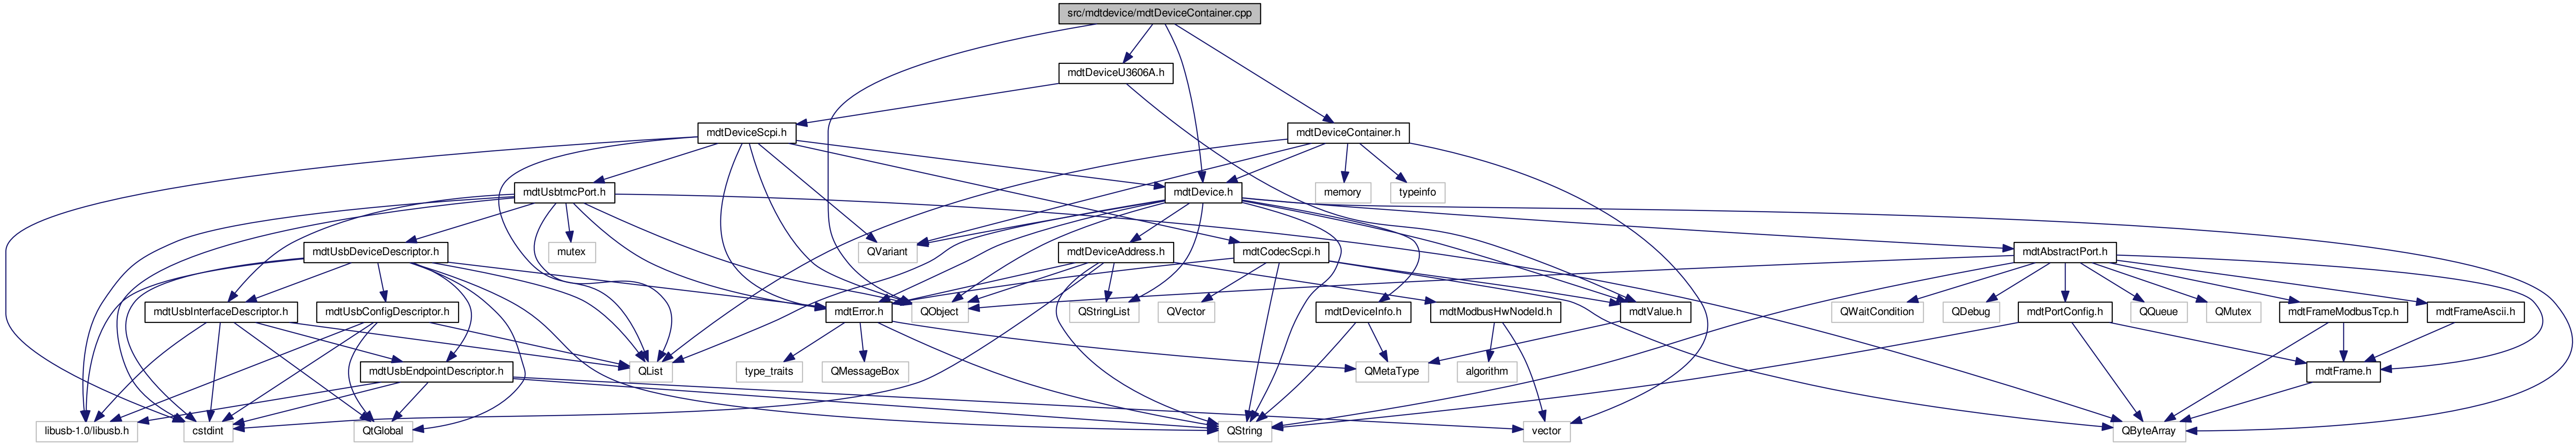 src/mdtdevice/mdtDeviceContainer.cpp
mdtDeviceU3606A.h
mdtDeviceScpi.h
mdtDeviceContainer.h
mdtUsbtmcPort.h
mdtDevice.h
memory
typeinfo
mdtUsbDeviceDescriptor.h
mutex
QVariant
mdtDeviceAddress.h
mdtCodecScpi.h
mdtAbstractPort.h
mdtUsbInterfaceDescriptor.h
mdtUsbConfigDescriptor.h
mdtError.h
QObject
QStringList
QVector
mdtDeviceInfo.h
mdtModbusHwNodeId.h
mdtValue.h
QWaitCondition
QDebug
mdtPortConfig.h
QQueue
QMutex
mdtFrameModbusTcp.h
mdtFrameAscii.h
mdtUsbEndpointDescriptor.h
QList
type_traits
QMessageBox
QMetaType
algorithm
mdtFrame.h
libusb-1.0/libusb.h
cstdint
QtGlobal
QString
vector
QByteArray